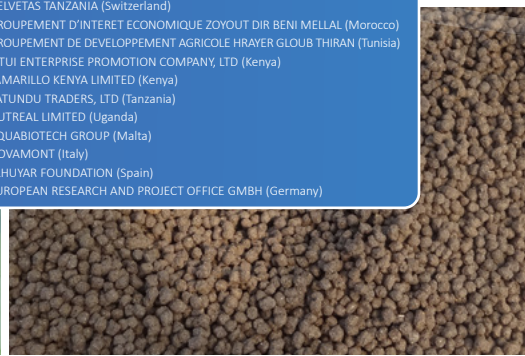 ELVETAS TANZANIA (Switzerland)
ROUPEMENT D'INTERET ECONOMIQUE ZOYOUT DIR BENI MELLAL (Morocco)
ROUPEMENT DE DEVELOPPEMENT AGRICOLE HRAYER GLOUB THIRAN (Tunisia)
TUI ENTERPRISE PROMOTION COMPANY, LTD (Kenya)
AMARILLO KENYA LIMITED (Kenya)
ATUNDU TRADERS, LTD (Tanzania)
UTREAL LIMITED (Uganda)
QUABIOTECH GROUP (Malta)
OVAMONT (Italy)
HUYAR FOUNDATION (Spain)
UROPEAN RESEARCH AND PROJECT OFFICE GMBH (Germany)